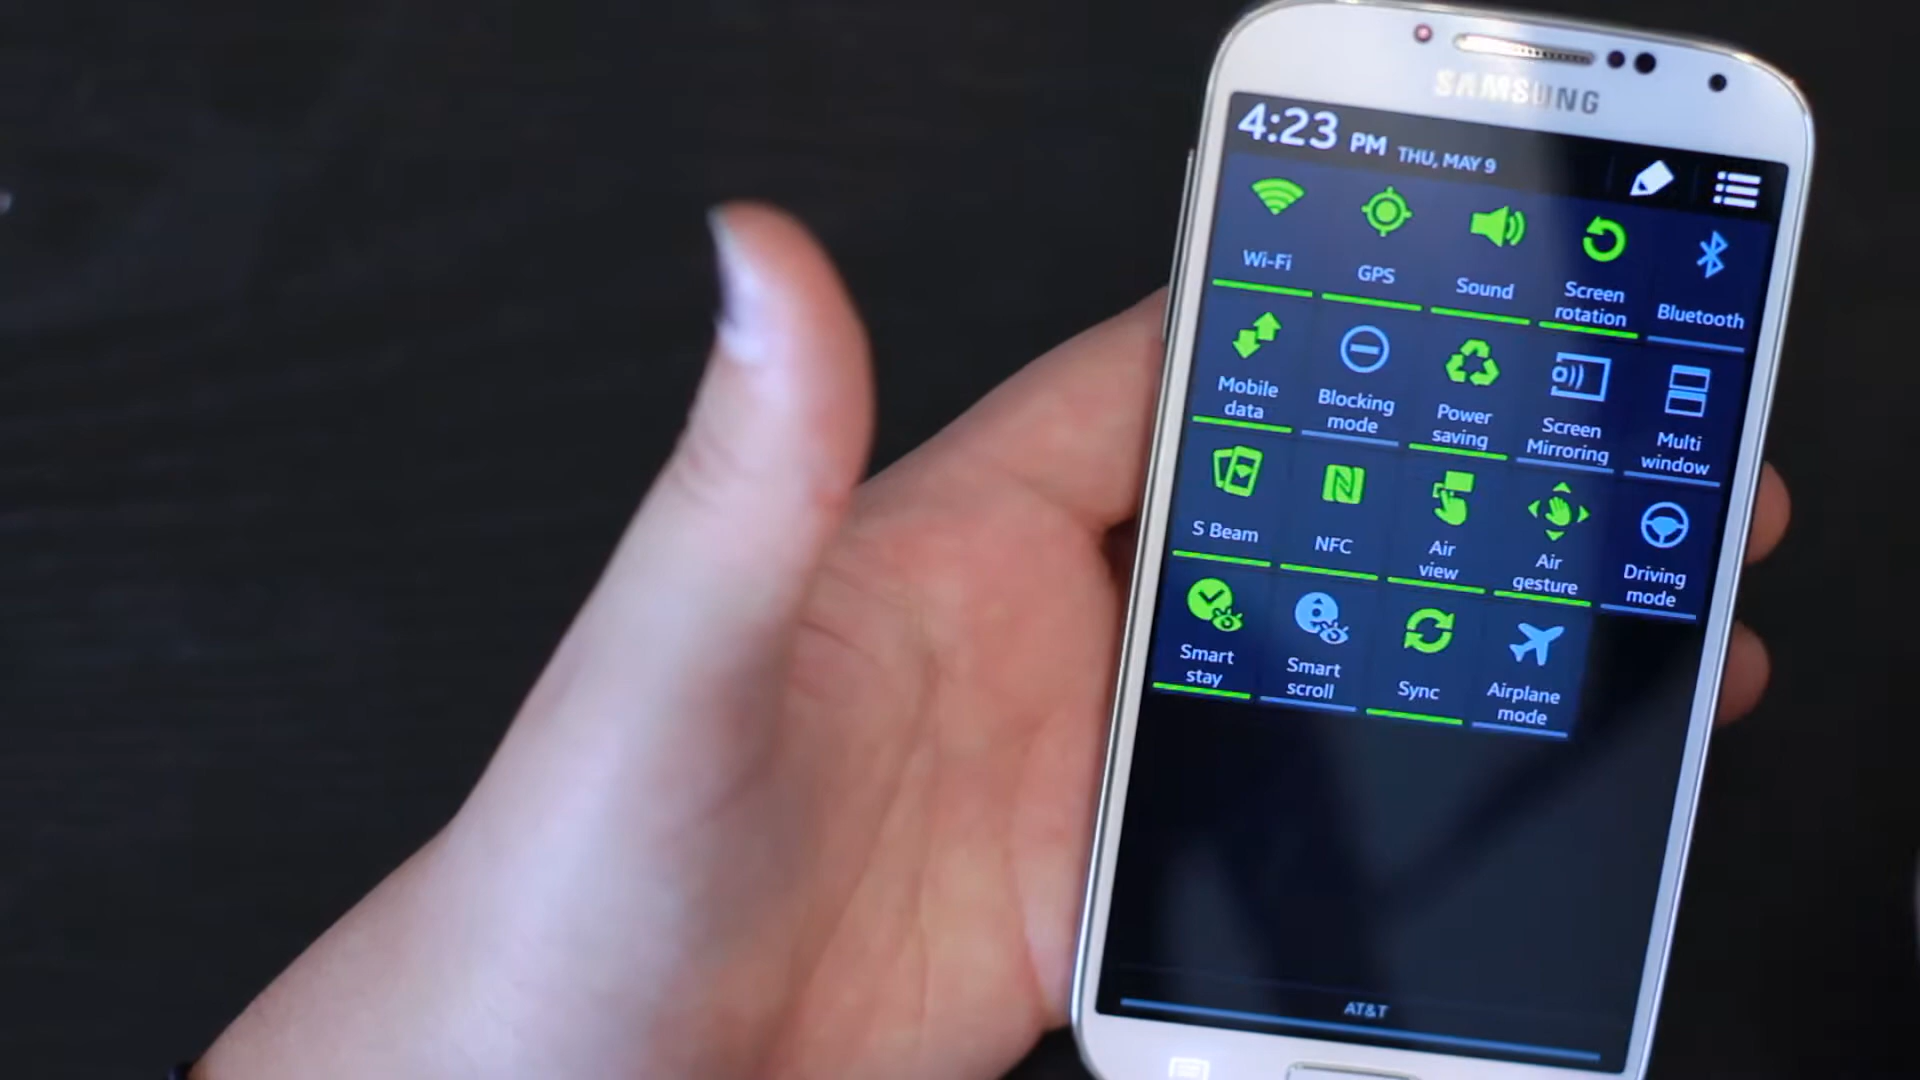 SAMSUNG
4:23 PM THU, MAY 9
Wi-Fi
GPS
Sound
Screen
rotation
Bluetooth
Mobile
data
Blocking
mode
Power
saving
Screen
Mirroring
Multi
window
S Beam
NFC
Air
view
Air
gesture
Driving
mode
Smart
stay
Smart
scroll
Sync
Airplane
mode
AT&T